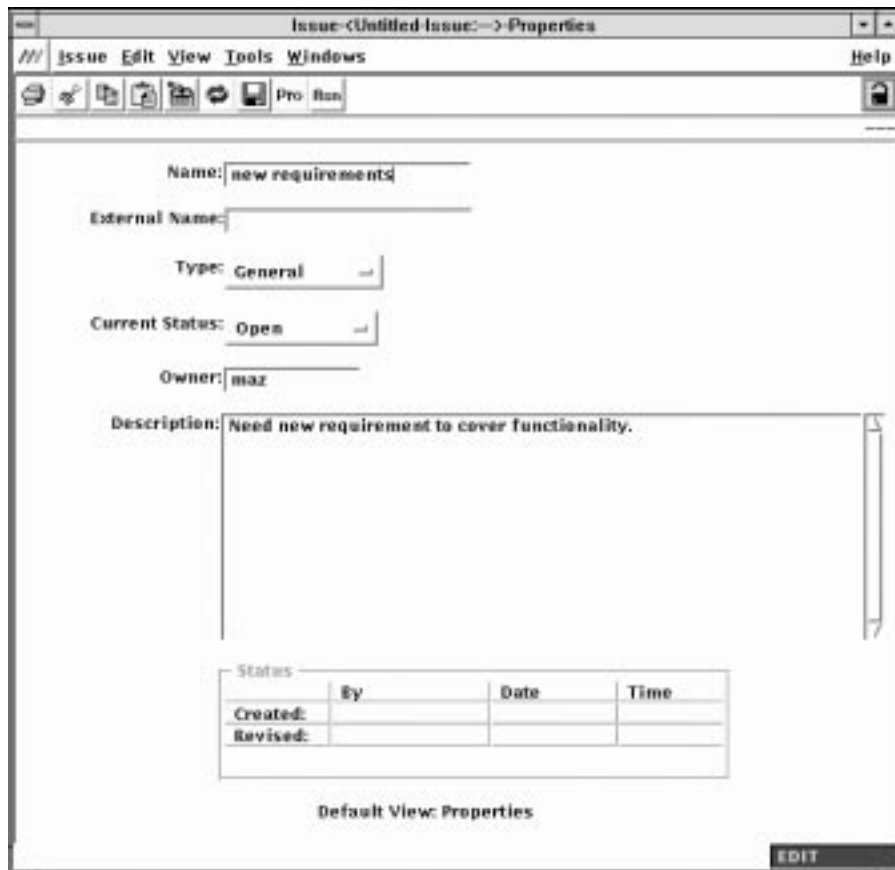 Issue-<Untitled-Issue:-->-Properties
Issue Edit View Tools Windows Help
Pro Run
---
Name: new requirements
External Name:
Type: General
Current Status: Open
Owner: maz
Description: Need new requirement to cover functionality.
Status
By Date Time
Created:
Revised:
Default View: Properties
EDIT